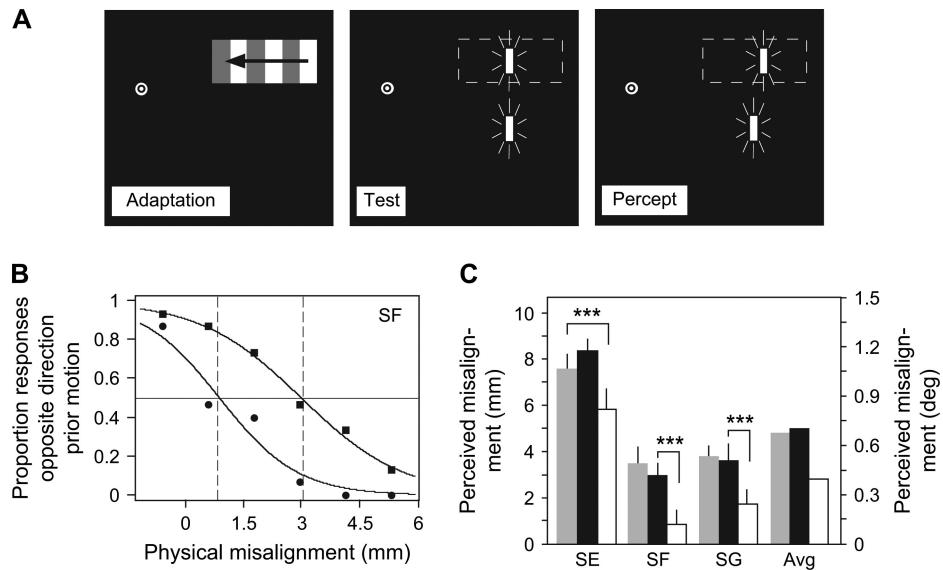 A
Adaptation
Test
Percept
B
Proportion responses
opposite direction
prior motion
1
0.8
0.6
0.4
0.2
0
SF
0
1.5
3
4.5
6
Physical misalignment (mm)
C
Perceived misalign-
ment (mm)
10
8
6
4
2
0
***
***
***
SE
SF
SG
Avg
1.5
1.2
0.9
0.6
0.3
0
Perceived misalign-
ment (deg)